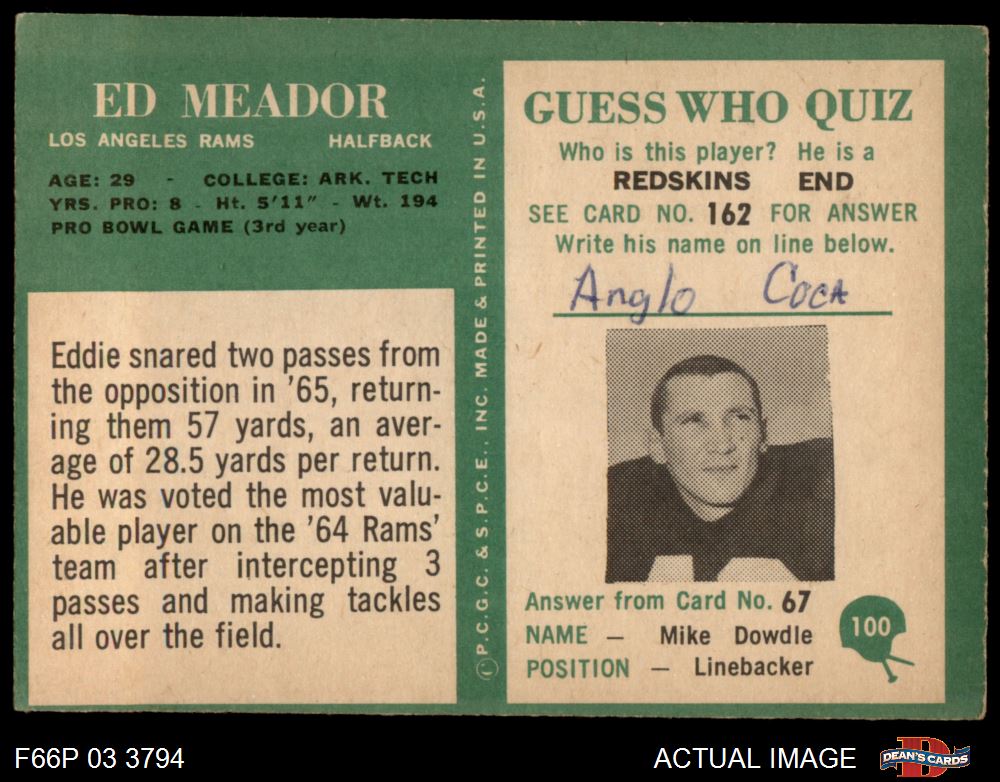 ED MEADOR
LOS ANGELES RAMS HALFBACK
AGE: 29 - COLLEGE: ARK. TECH
YRS. PRO: 8 - Ht. 5'11" - Wt. 194
PRO BOWL GAME (3rd year)
Eddie snared two passes from
the opposition in '65, return-
ing them 57 yards, an aver-
age of 28.5 yards per return.
He was voted the most valu-
able player on the '64 Rams'
team after intercepting 3
passes and making tackles
all over the field.
©P.C.G.C. & S.P.C.E., INC. MADE & PRINTED IN U.S.A.
GUESS WHO QUIZ
Who is this player? He is a
REDSKINS END
SEE CARD NO. 162 FOR ANSWER
Write his name on line below.
Anglo Coca
Answer from Card No. 67
NAME — Mike Dowdle
POSITION — Linebacker
100
F66P 03 3794
ACTUAL IMAGE
DEAN'S CARDS